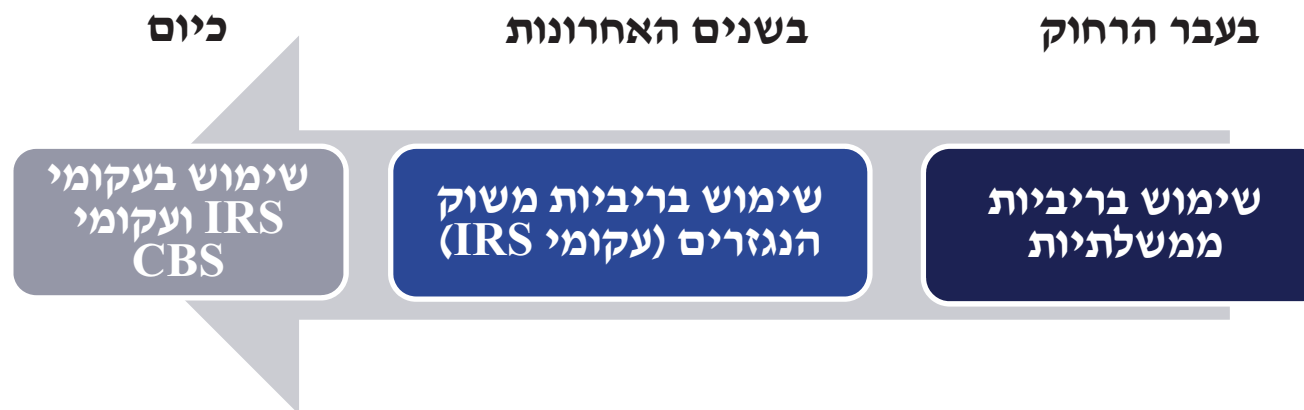 בעבר הרחוק
בשנים האחרונות
כיום
שימוש בריביות
ממשלתיות
שימוש בריביות משוק
הנגזרים (עקומי IRS)
שימוש בעקומי
IRS ועקומי
CBS